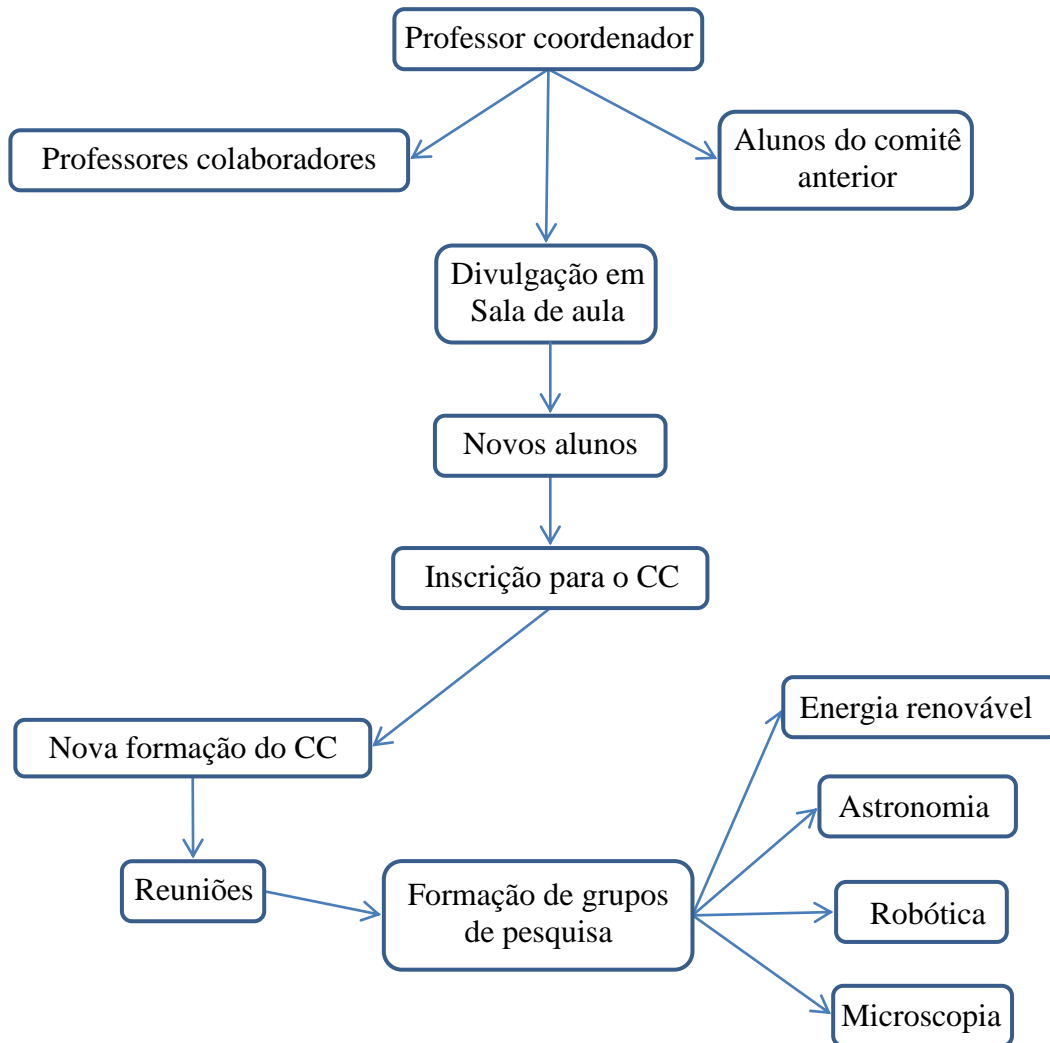 Professor coordenador
Professores colaboradores
Alunos do comitê
anterior
Divulgação em
Sala de aula
Novos alunos
Inscrição para o CC
Nova formação do CC
Reuniões
Formação de grupos
de pesquisa
Energia renovável
Astronomia
Robótica
Microscopia